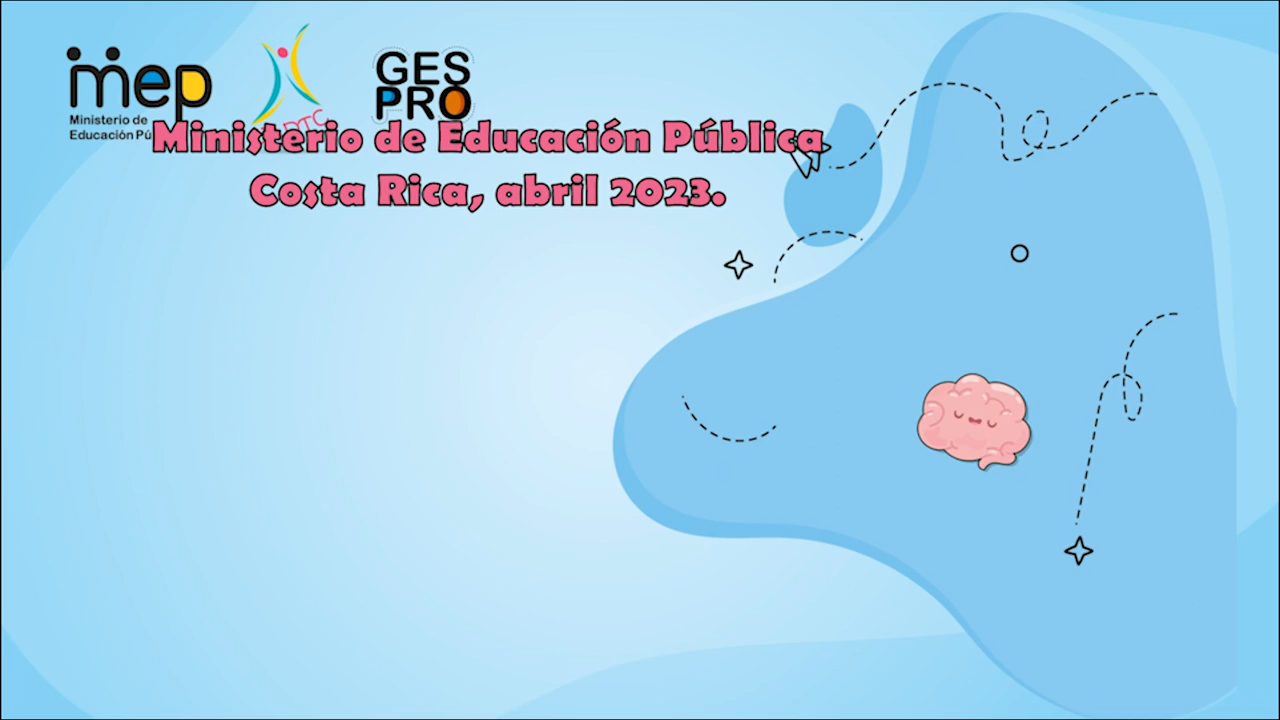 mep
Ministerio de
Educación Pú
GES
PRO
Ministerio de Educación Pública
Costa Rica, abril 2023.